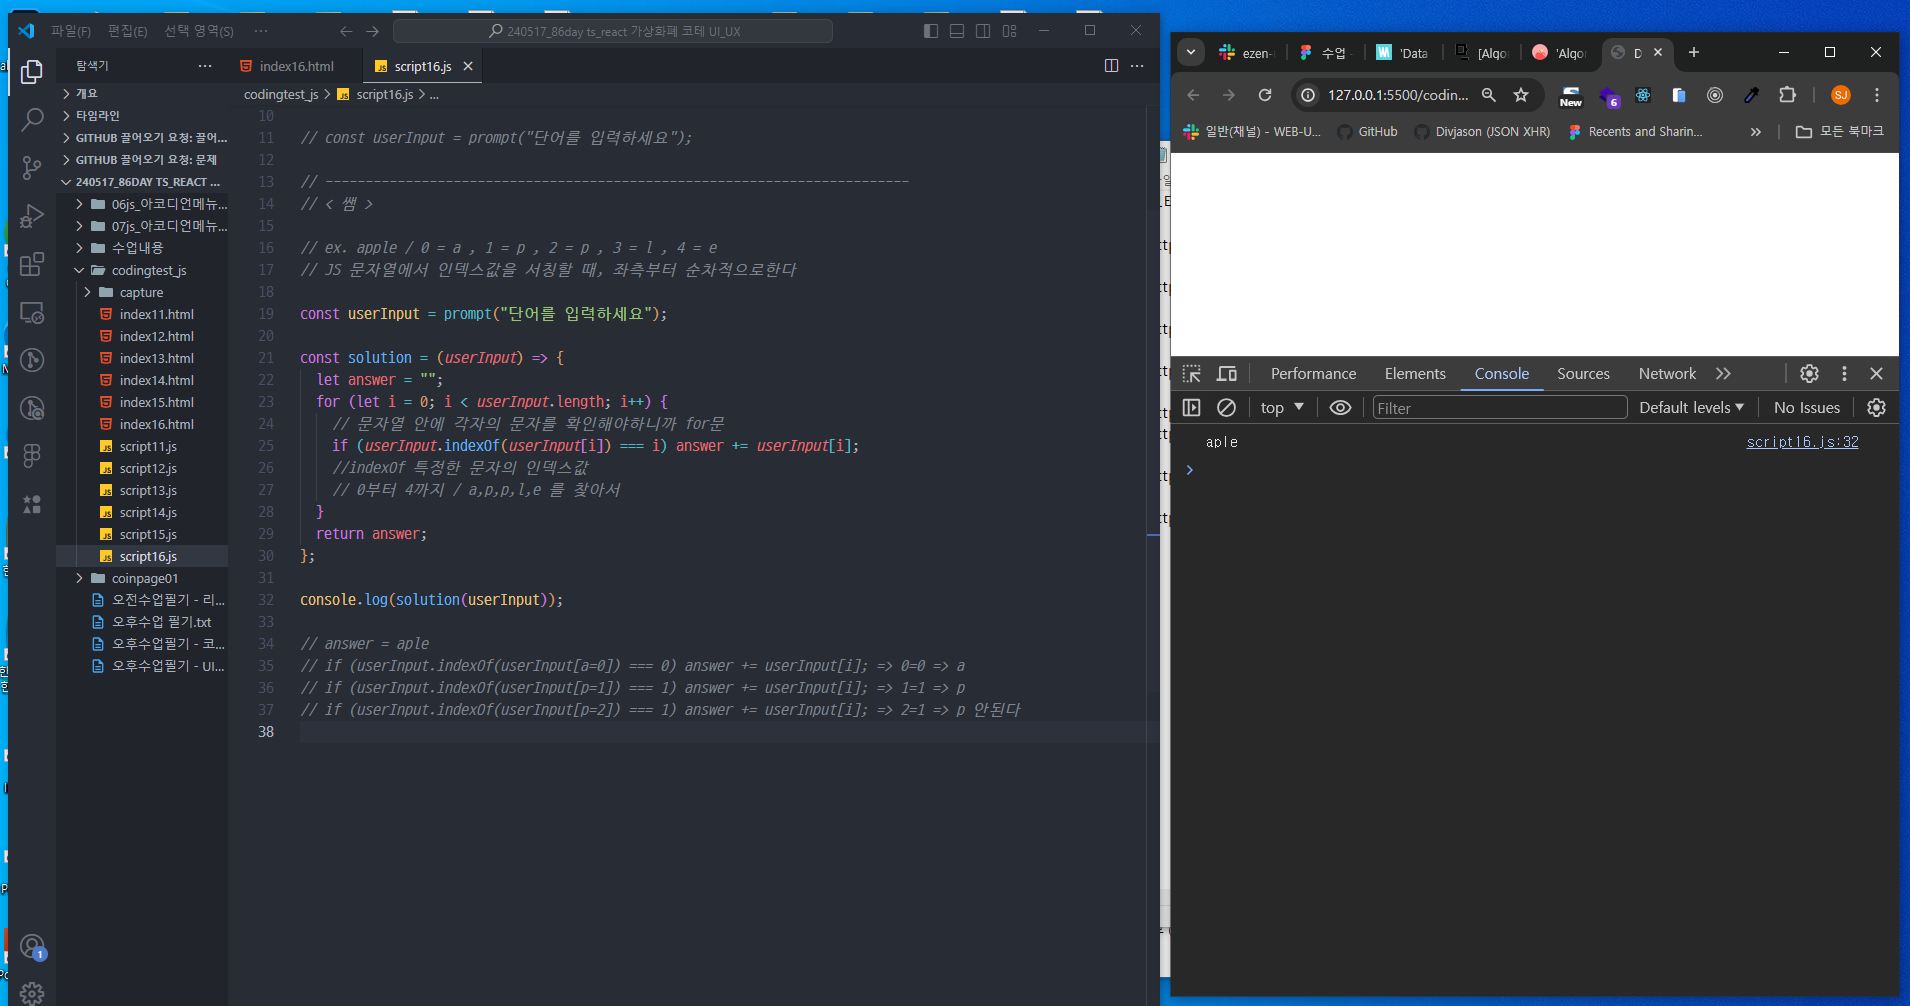 파일(F) 편집(E) 선택 영역(S) ··· 240517_86day ts_react 가상화폐 코테 UI_UX
탐색기 ···
개요
타임라인
GITHUB 끌어오기 요청: 끌어...
GITHUB 끌어오기 요청: 문제
240517_86DAY TS_REACT ...
06js_아코디언메뉴...
07js_아코디언메뉴...
수업내용
codingtest_js
capture
index11.html
index12.html
index13.html
index14.html
index15.html
index16.html
script11.js
script12.js
script13.js
script14.js
script15.js
script16.js
coinpage01
오전수업필기 - 리...
오후수업 필기.txt
오후수업필기 - 코...
오후수업필기 - UI...
1
index16.html JS script16.js
codingtest_js > JS script16.js > ...
10
11 // const userInput = prompt("단어를 입력하세요");
12
13 // -------------------------------------------------------------------------
14 // < 쌤 >
15
16 // ex. apple / 0 = a , 1 = p , 2 = p , 3 = l , 4 = e
17 // JS 문자열에서 인덱스값을 서칭할 때, 좌측부터 순차적으로한다
18
19 const userInput = prompt("단어를 입력하세요");
20
21 const solution = (userInput) => {
22 let answer = "";
23 for (let i = 0; i < userInput.length; i++) {
24 // 문자열 안에 각자의 문자를 확인해야하니까 for문
25 if (userInput.indexOf(userInput[i]) === i) answer += userInput[i];
26 //indexOf 특정한 문자의 인덱스값
27 // 0부터 4까지 / a,p,p,l,e 를 찾아서
28 }
29 return answer;
30 };
31
32 console.log(solution(userInput));
33
34 // answer = aple
35 // if (userInput.indexOf(userInput[a=0]) === 0) answer += userInput[i]; => 0=0 => a
36 // if (userInput.indexOf(userInput[p=1]) === 1) answer += userInput[i]; => 1=1 => p
37 // if (userInput.indexOf(userInput[p=2]) === 1) answer += userInput[i]; => 2=1 => p 안된다
38
ezen- 수업 'Data [Algo 'Algo D
127.0.0.1:5500/codin... New 6 SJ
일반(채널) - WEB-U... GitHub Divjason (JSON XHR) Recents and Sharin... » 모든 북마크
Performance Elements Console Sources Network »
top Filter Default levels No Issues
aple script16.js:32